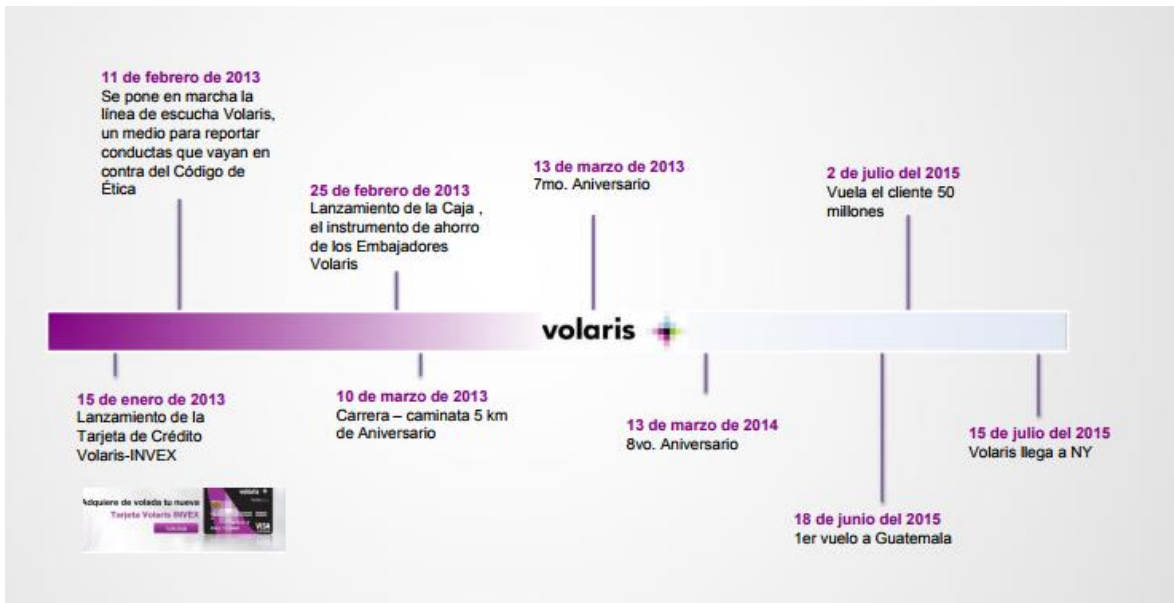 11 de febrero de 2013
Se pone en marcha la
línea de escucha Volaris,
un medio para reportar
conductas que vayan en
contra del Código de
Ética
25 de febrero de 2013
Lanzamiento de la Caja ,
el instrumento de ahorro
de los Embajadores
Volaris
13 de marzo de 2013
7mo. Aniversario
2 de julio del 2015
Vuela el cliente 50
millones
volaris
15 de enero de 2013
Lanzamiento de la
Tarjeta de Crédito
Volaris-INVEX
10 de marzo de 2013
Carrera – caminata 5 km
de Aniversario
13 de marzo de 2014
8vo. Aniversario
18 de junio del 2015
1er vuelo a Guatemala
15 de julio del 2015
Volaris llega a NY
Adquiere de volada tu nueva
Tarjeta Volaris INVEX
volaris
VISA